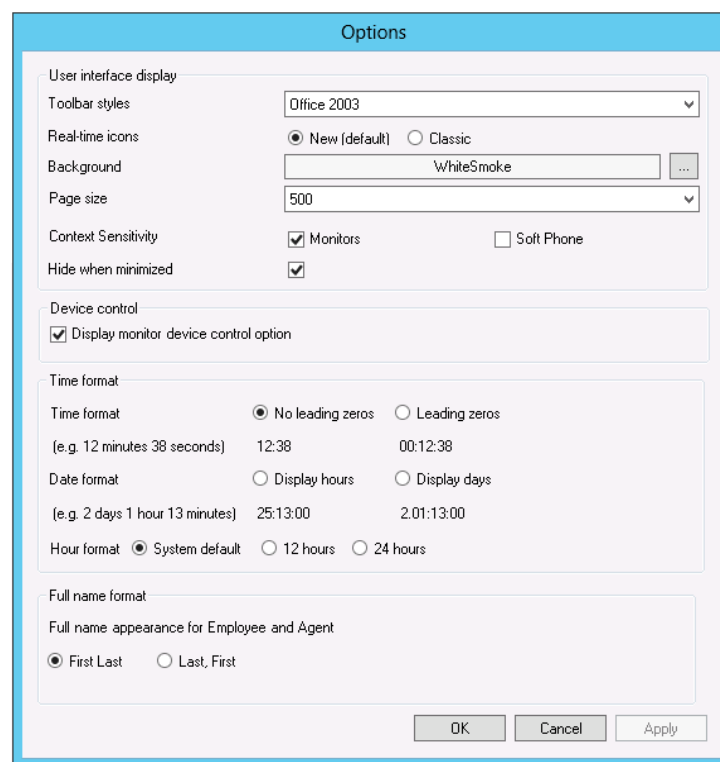 Options
User interface display
Toolbar styles Office 2003
Real-time icons New (default) Classic
Background WhiteSmoke ...
Page size 500
Context Sensitivity Monitors Soft Phone
Hide when minimized
Device control
Display monitor device control option
Time format
Time format No leading zeros Leading zeros
(e.g. 12 minutes 38 seconds) 12:38 00:12:38
Date format Display hours Display days
(e.g. 2 days 1 hour 13 minutes) 25:13:00 2.01:13:00
Hour format System default 12 hours 24 hours
Full name format
Full name appearance for Employee and Agent
First Last Last, First
OK Cancel Apply